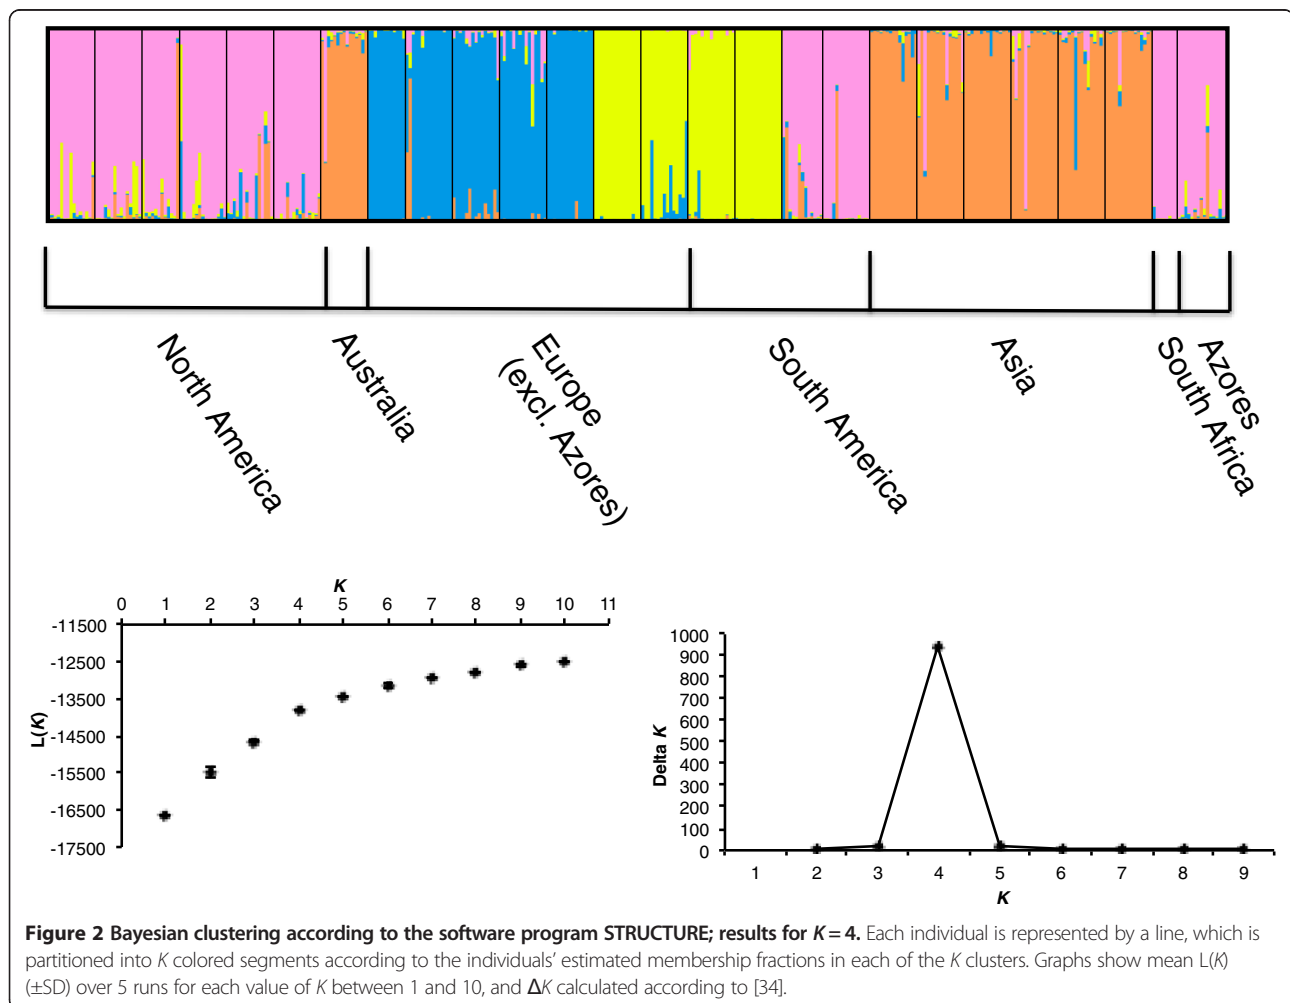 North America
Australia
Europe
(excl. Azores)
South America
Asia
South Africa
Azores
K
0 1 2 3 4 5 6 7 8 9 10 11
-11500
-12500
-13500
-14500
-15500
-16500
-17500
L(K)
1000
900
800
700
600
500
400
300
200
100
0
Delta K
1 2 3 4 5 6 7 8 9
K
Figure 2 Bayesian clustering according to the software program STRUCTURE; results for K = 4. Each individual is represented by a line, which is
partitioned into K colored segments according to the individuals' estimated membership fractions in each of the K clusters. Graphs show mean L(K)
(±SD) over 5 runs for each value of K between 1 and 10, and ΔK calculated according to [34].